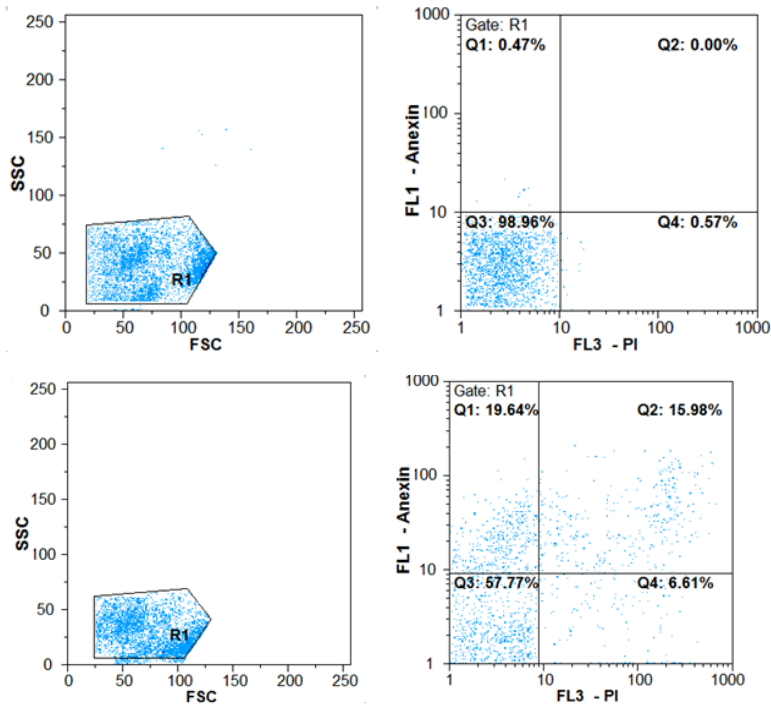 250
200
150
100
50
0
SSC
R1
0 50 100 150 200 250
FSC
1000
100
10
1
FL1 - Anexin
Gate: R1
Q1: 0.47% Q2: 0.00%
Q3: 98.96% Q4: 0.57%
1 10 100 1000
FL3 - PI
250
200
150
100
50
0
SSC
R1
0 50 100 150 200 250
FSC
1000
100
10
1
FL1 - Anexin
Gate: R1
Q1: 19.64% Q2: 15.98%
Q3: 57.77% Q4: 6.61%
1 10 100 1000
FL3 - PI